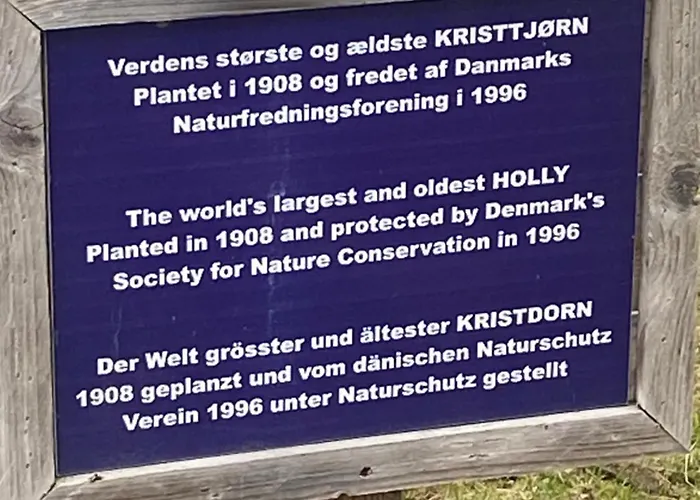 Verdens største og ældste KRISTTJØRN
Plantet i 1908 og fredet af Danmarks
Naturfredningsforening i 1996
The world's largest and oldest HOLLY
Planted in 1908 and protected by Denmark's
Society for Nature Conservation in 1996
Der Welt grösster und ältester KRISTDORN
1908 geplanzt und vom dänischen Naturschutz
Verein 1996 unter Naturschutz gestellt